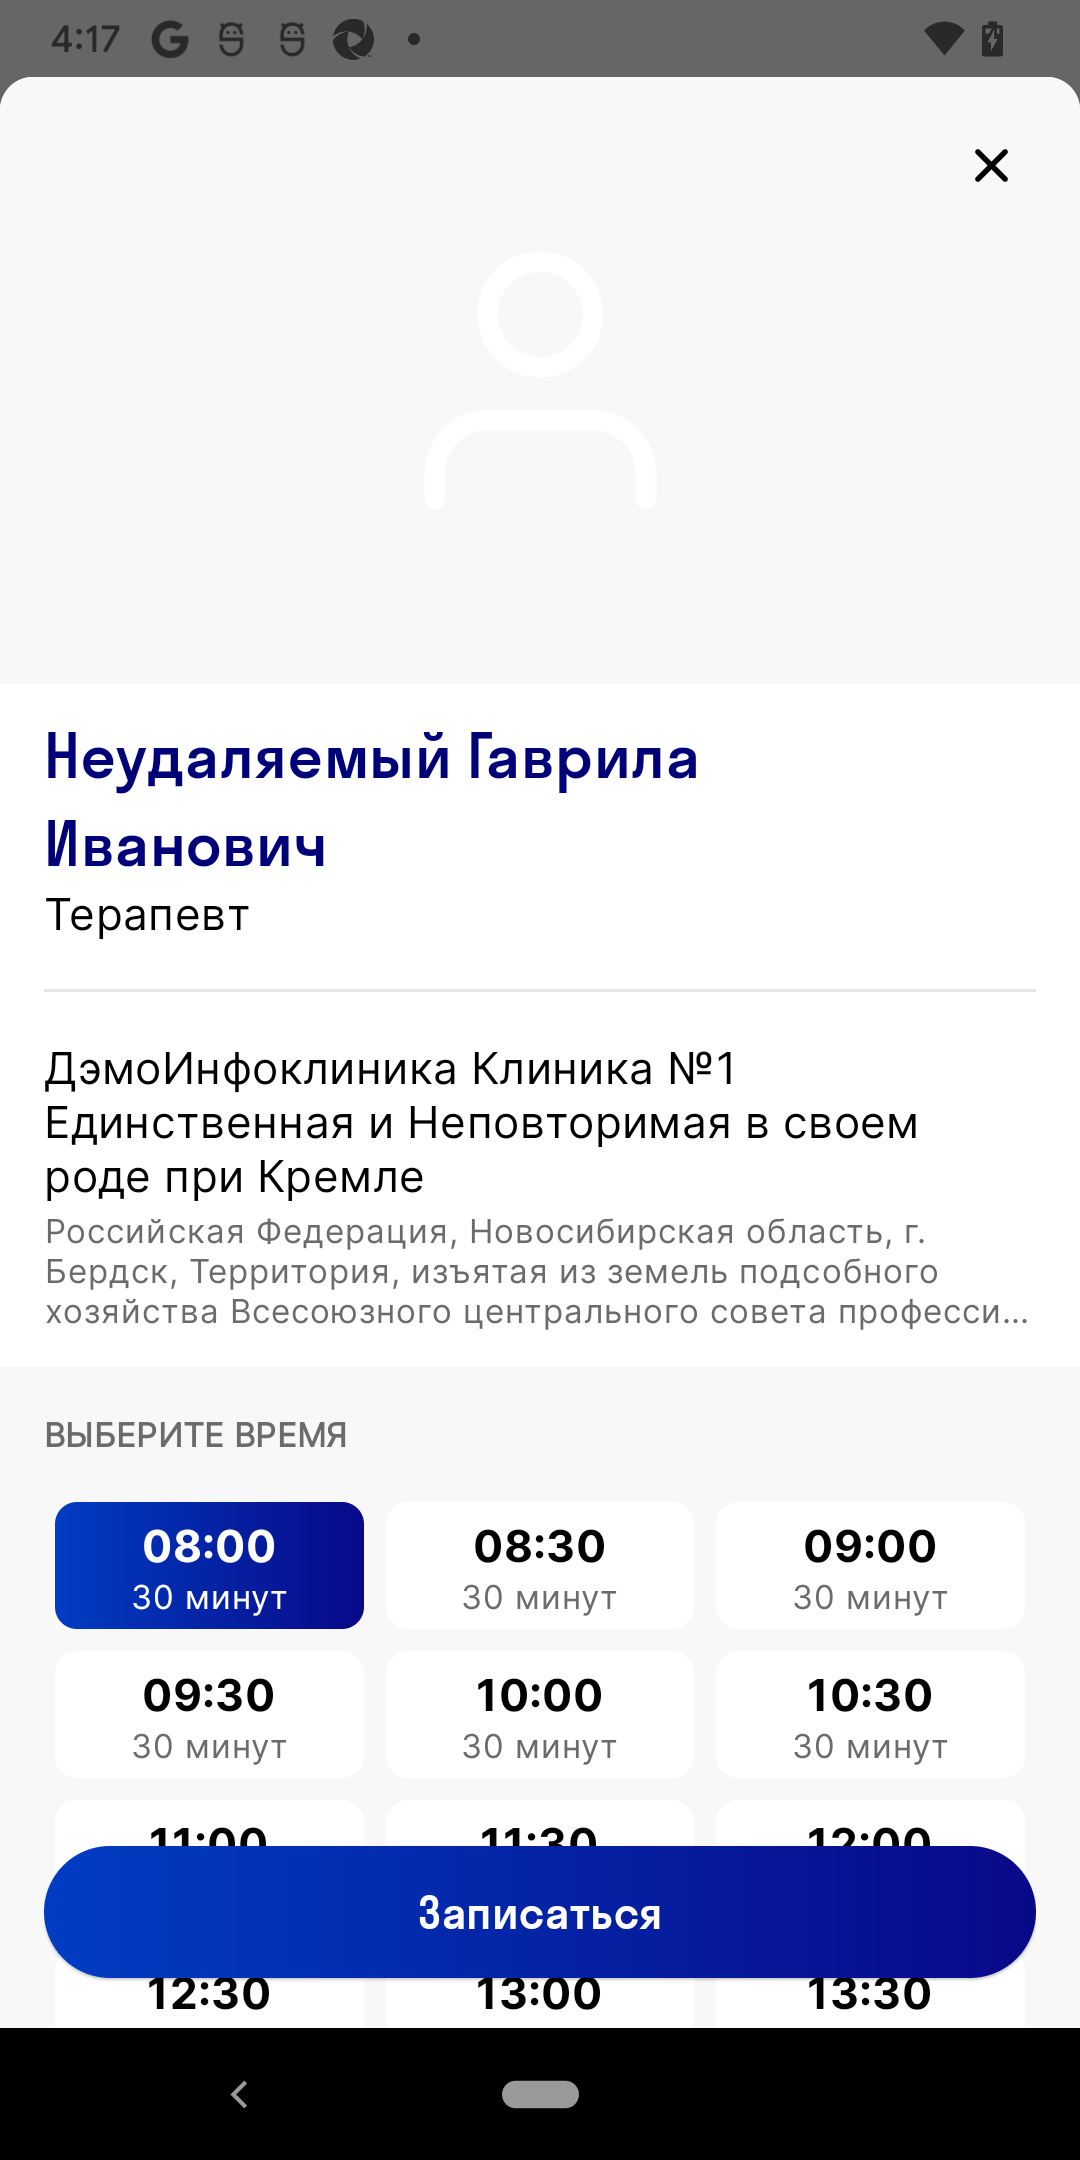 4:17
Неудаляемый Гаврила
Иванович
Терапевт
ДэмоИнфоклиника Клиника №1
Единственная и Неповторимая в своем
роде при Кремле
Российская Федерация, Новосибирская область, г.
Бердск, Территория, изъятая из земель подсобного
хозяйства Всесоюзного центрального совета професси...
ВЫБЕРИТЕ ВРЕМЯ
08:00 08:30 09:00
30 минут 30 минут 30 минут
09:30 10:00 10:30
30 минут 30 минут 30 минут
11:00 11:30 12:00
Записаться
12:30 13:00 13:30